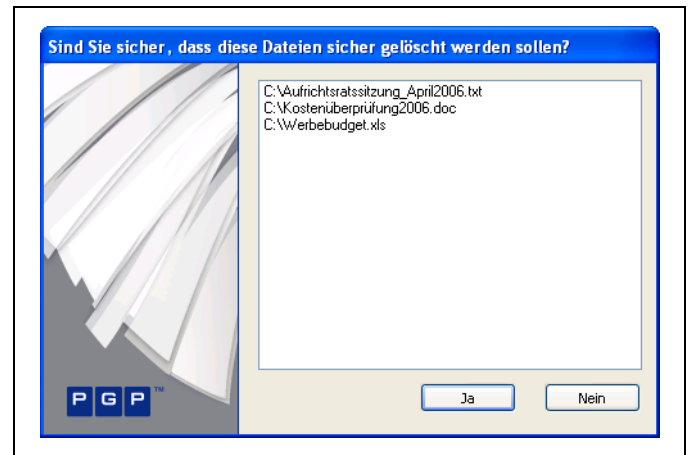 Sind Sie sicher, dass diese Dateien sicher gelöscht werden sollen?
C:\Aufrichtsratssitzung_April2006.txt
C:\Kostenüberprüfung2006.doc
C:\Werbebudget.xls
PGP™
Ja
Nein